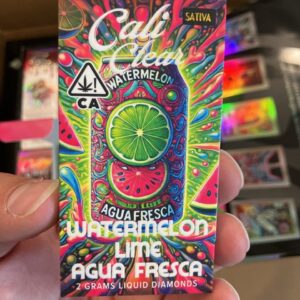 Cali
SATIVA
Clear
WATERMELON
CA
AGUA FRESCA
WATERMELON
LIME
AGUA FRESCA
2 GRAMS LIQUID DIAMONDS